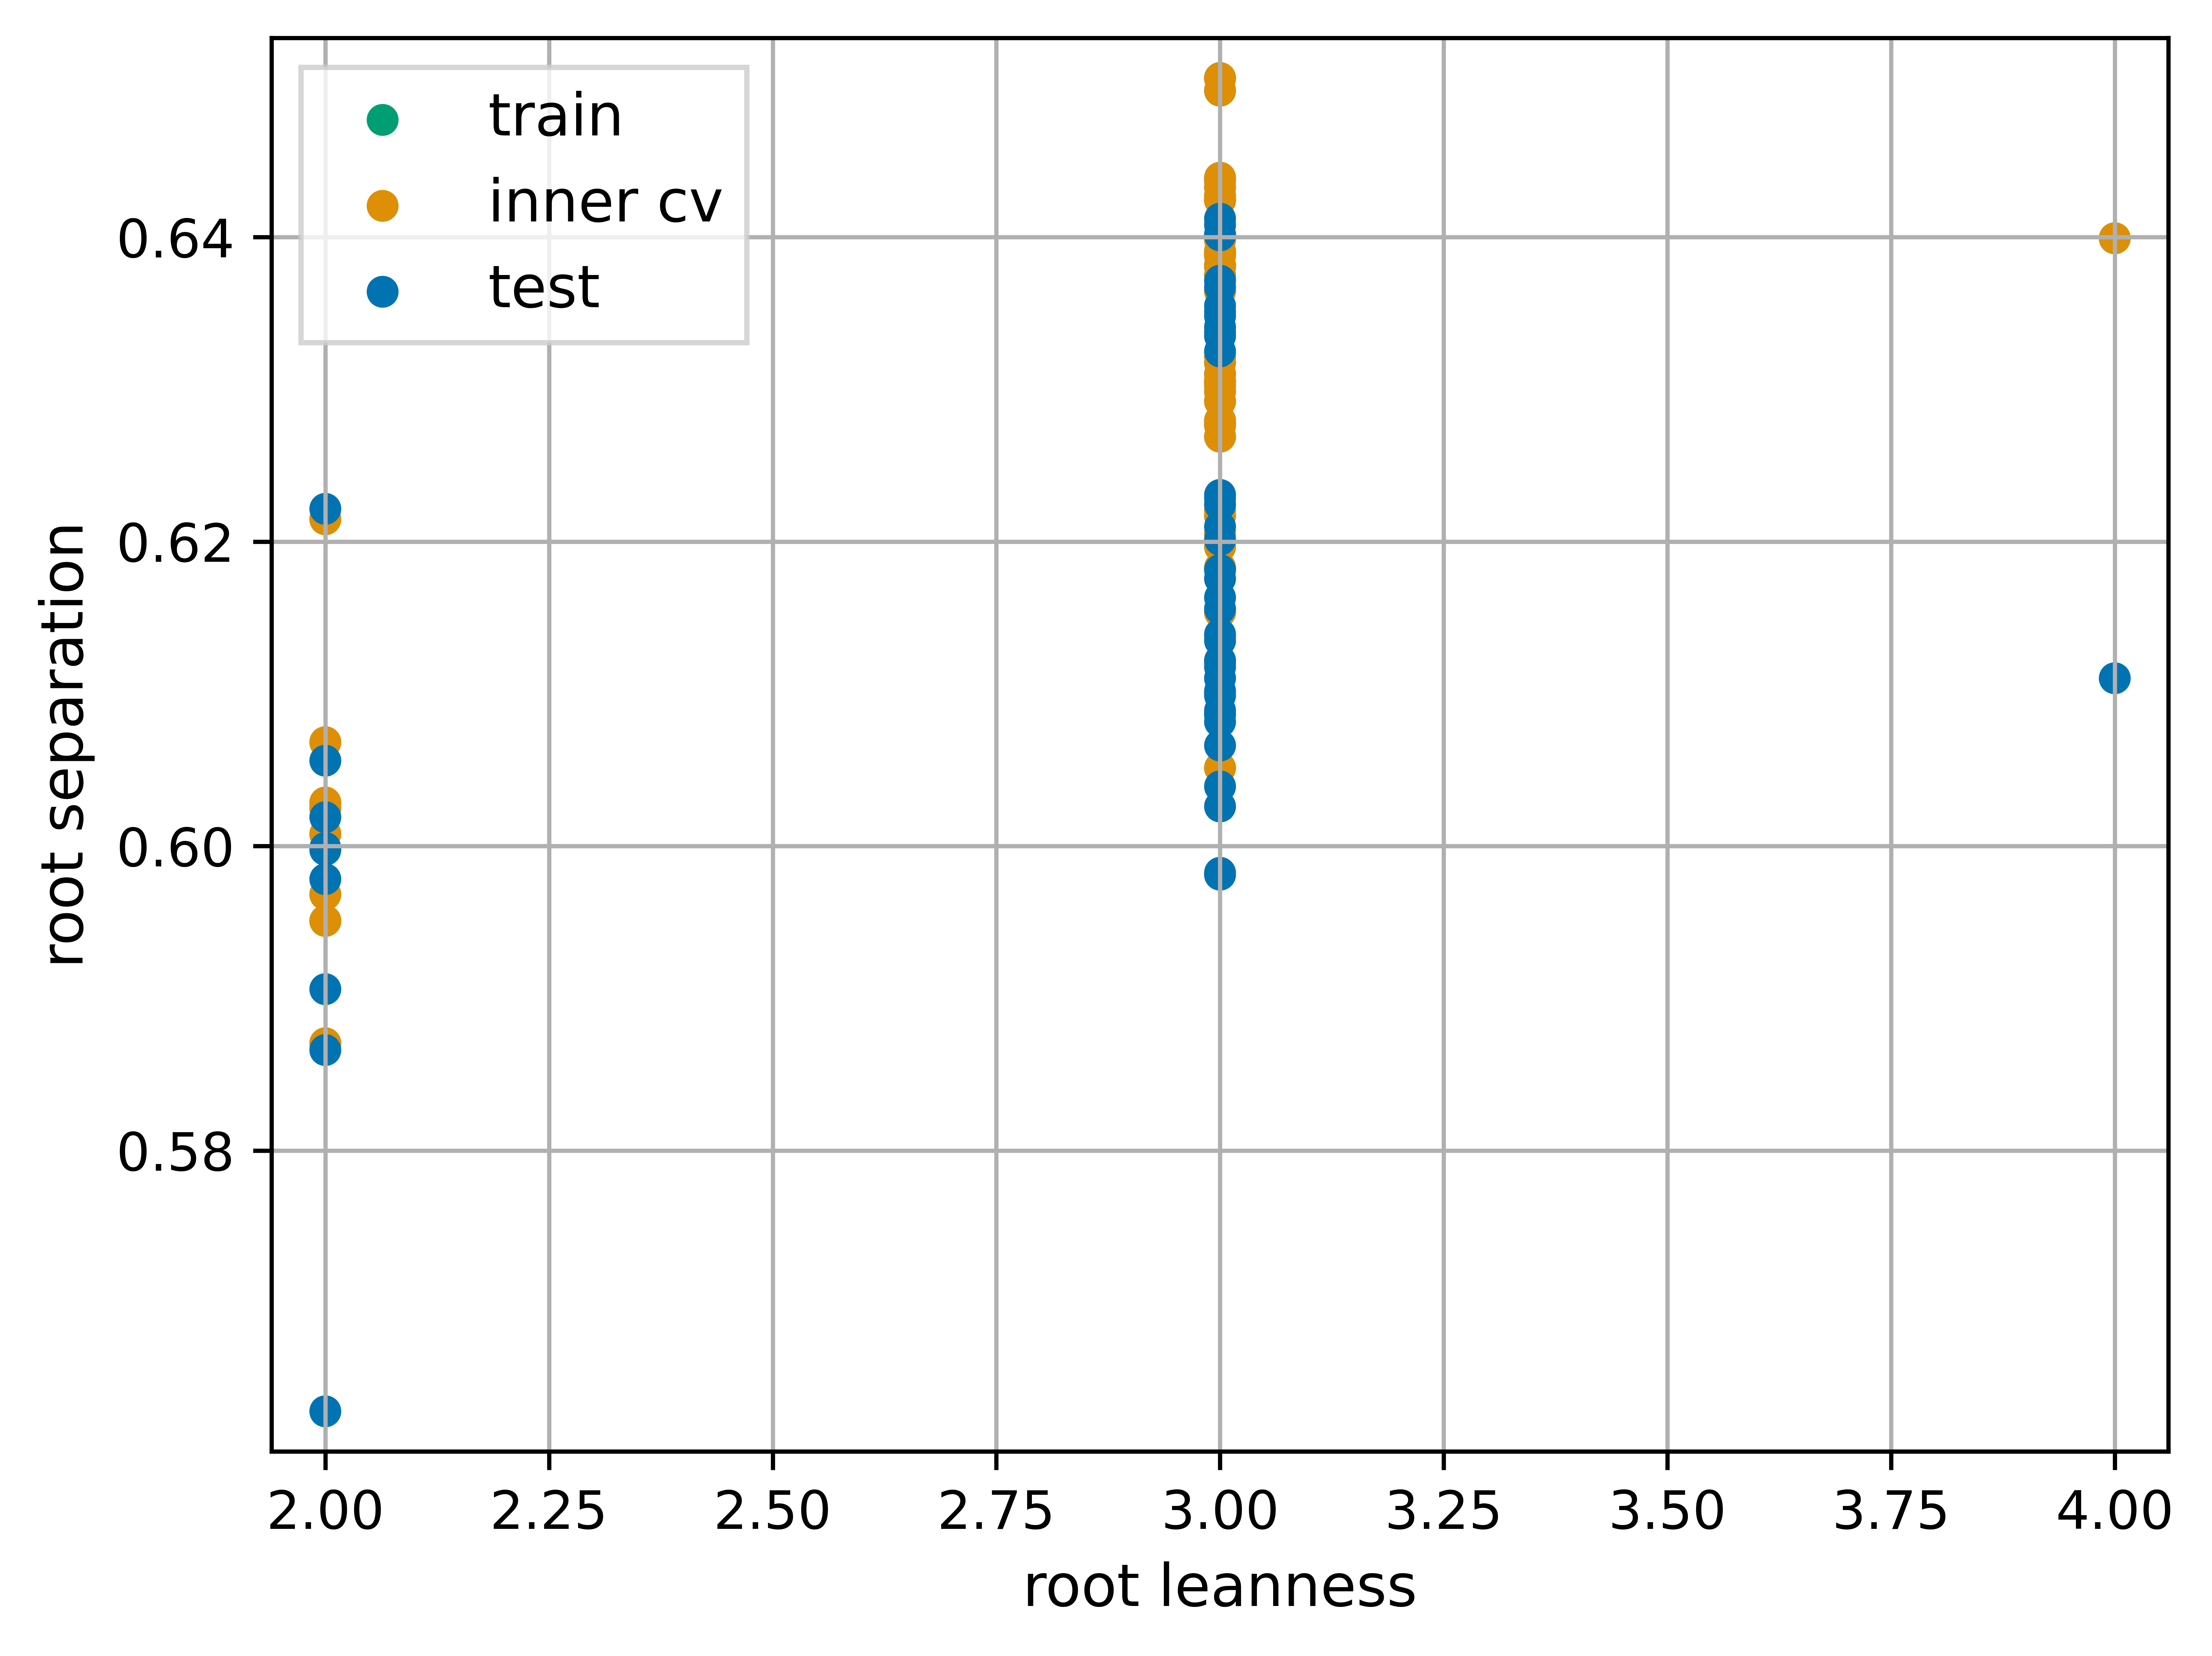 train
inner cv
test
0.64
0.62
0.60
0.58
root separation
2.00 2.25 2.50 2.75 3.00 3.25 3.50 3.75 4.00
root leanness